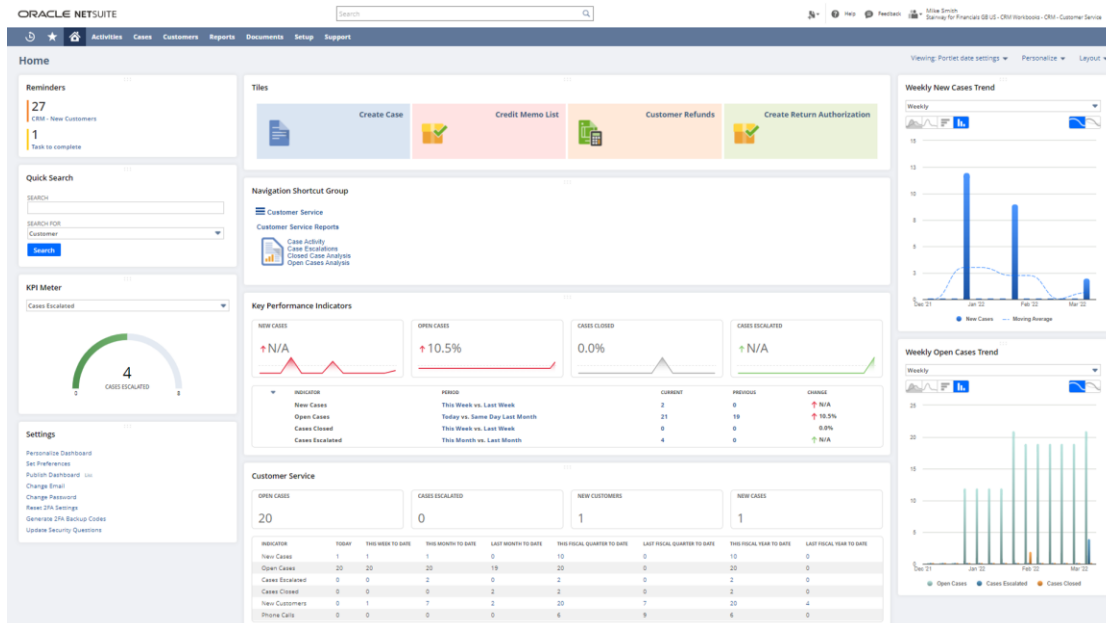 ORACLE NETSUITE
Search
Help
Feedback
Mike Smith
Stairway for Financials GB US - CRM Workbooks - CRM - Customer Service
Activities Cases Customers Reports Documents Setup Support
Home
Viewing: Portlet date settings Personalize Layout
Reminders
27
CRM - New Customers
1
Task to complete
Quick Search
SEARCH
SEARCH FOR
Customer
Search
KPI Meter
Cases Escalated
4
CASES ESCALATED
0 8
Settings
Personalize Dashboard
Set Preferences
Publish Dashboard
Change Email
Change Password
Reset 2FA Settings
Generate 2FA Backup Codes
Update Security Questions
Tiles
Create Case
Credit Memo List
Customer Refunds
Create Return Authorization
Navigation Shortcut Group
Customer Service
Customer Service Reports
Case Activity
Case Escalations
Closed Case Analysis
Open Cases Analysis
Key Performance Indicators
NEW CASES
N/A
OPEN CASES
10.5%
CASES CLOSED
0.0%
CASES ESCALATED
N/A
INDICATOR PERIOD CURRENT PREVIOUS CHANGE
New Cases This Week vs. Last Week 2 0 N/A
Open Cases Today vs. Same Day Last Month 21 19 10.5%
Cases Closed This Week vs. Last Week 0 0 0.0%
Cases Escalated This Month vs. Last Month 4 0 N/A
Customer Service
OPEN CASES
20
CASES ESCALATED
0
NEW CUSTOMERS
1
NEW CASES
1
INDICATOR TODAY THIS WEEK TO DATE THIS MONTH TO DATE LAST MONTH TO DATE THIS FISCAL QUARTER TO DATE LAST FISCAL QUARTER TO DATE THIS FISCAL YEAR TO DATE LAST FISCAL YEAR TO DATE
New Cases 1 1 1 0 10 0 10 0
Open Cases 20 20 20 19 20 0 20 0
Cases Escalated 0 0 2 0 2 0 2 0
Cases Closed 0 0 0 2 2 0 2 0
New Customers 0 1 7 2 20 7 20 4
Phone Calls 0 0 0 0 6 9 6 0
Weekly New Cases Trend
Weekly
15
13
10
8
5
3
0
Dec '21 Jan '22 Feb '22 Mar '22
New Cases Moving Average
Weekly Open Cases Trend
Weekly
25
20
15
10
5
0
Dec '21 Jan '22 Feb '22 Mar '22
Open Cases Cases Escalated Cases Closed